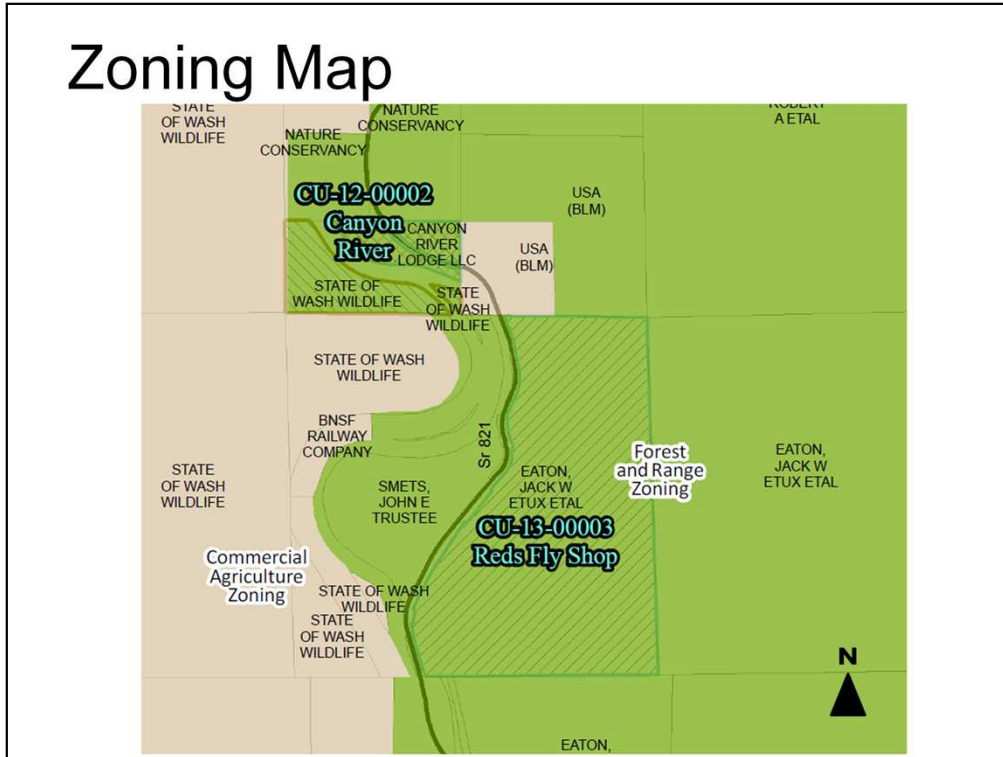 Zoning Map
STATE
OF WASH
WILDLIFE
NATURE
CONSERVANCY
NATURE
CONSERVANCY
ROBERT
A ETAL
CU-12-00002
Canyon
River
CANYON
RIVER
LODGE LLC
USA
(BLM)
USA
(BLM)
STATE OF
WASH WILDLIFE
STATE
OF WASH
WILDLIFE
STATE OF WASH
WILDLIFE
BNSF
RAILWAY
COMPANY
Sr 821
STATE
OF WASH
WILDLIFE
SMETS,
JOHN E
TRUSTEE
EATON,
JACK W
ETUX ETAL
Forest
and Range
Zoning
EATON,
JACK W
ETUX ETAL
CU-13-00003
Reds Fly Shop
Commercial
Agriculture
Zoning
STATE OF WASH
WILDLIFE
STATE
OF WASH
WILDLIFE
N
EATON,